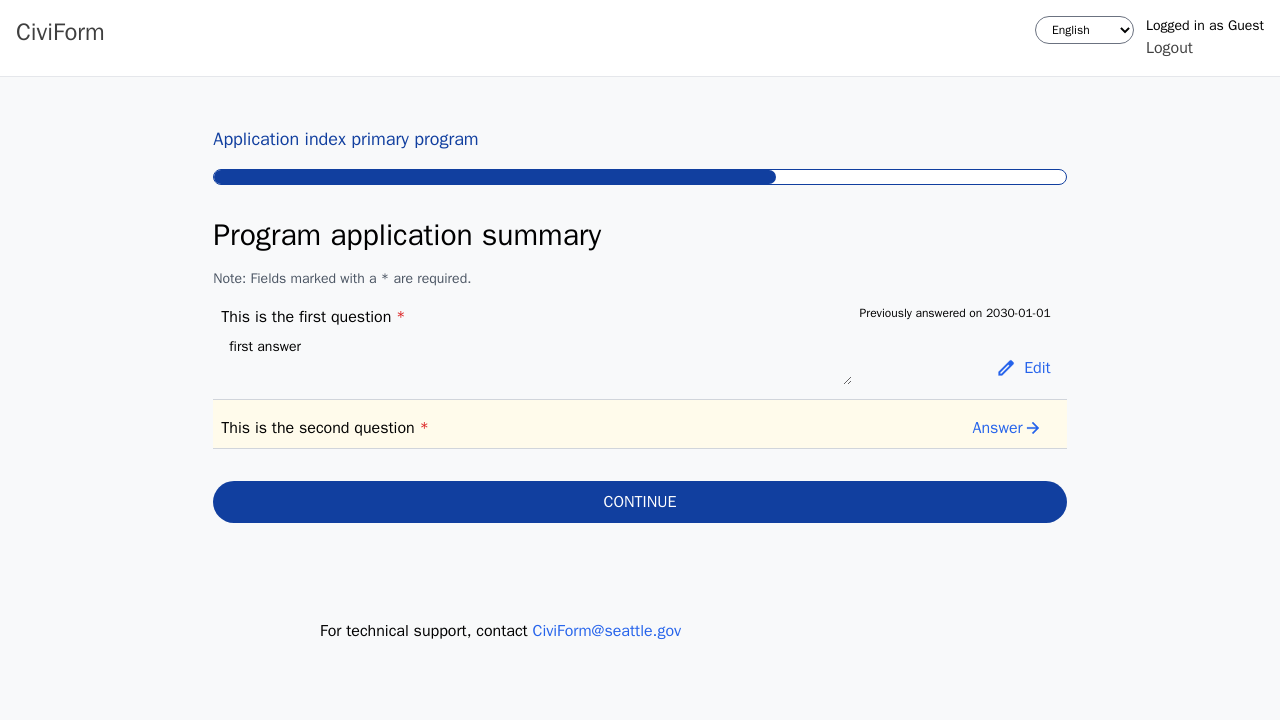 CiviForm
English
Logged in as Guest
Logout
Application index primary program
Program application summary
Note: Fields marked with a * are required.
This is the first question *
Previously answered on 2030-01-01
first answer
Edit
This is the second question *
Answer
CONTINUE
For technical support, contact CiviForm@seattle.gov